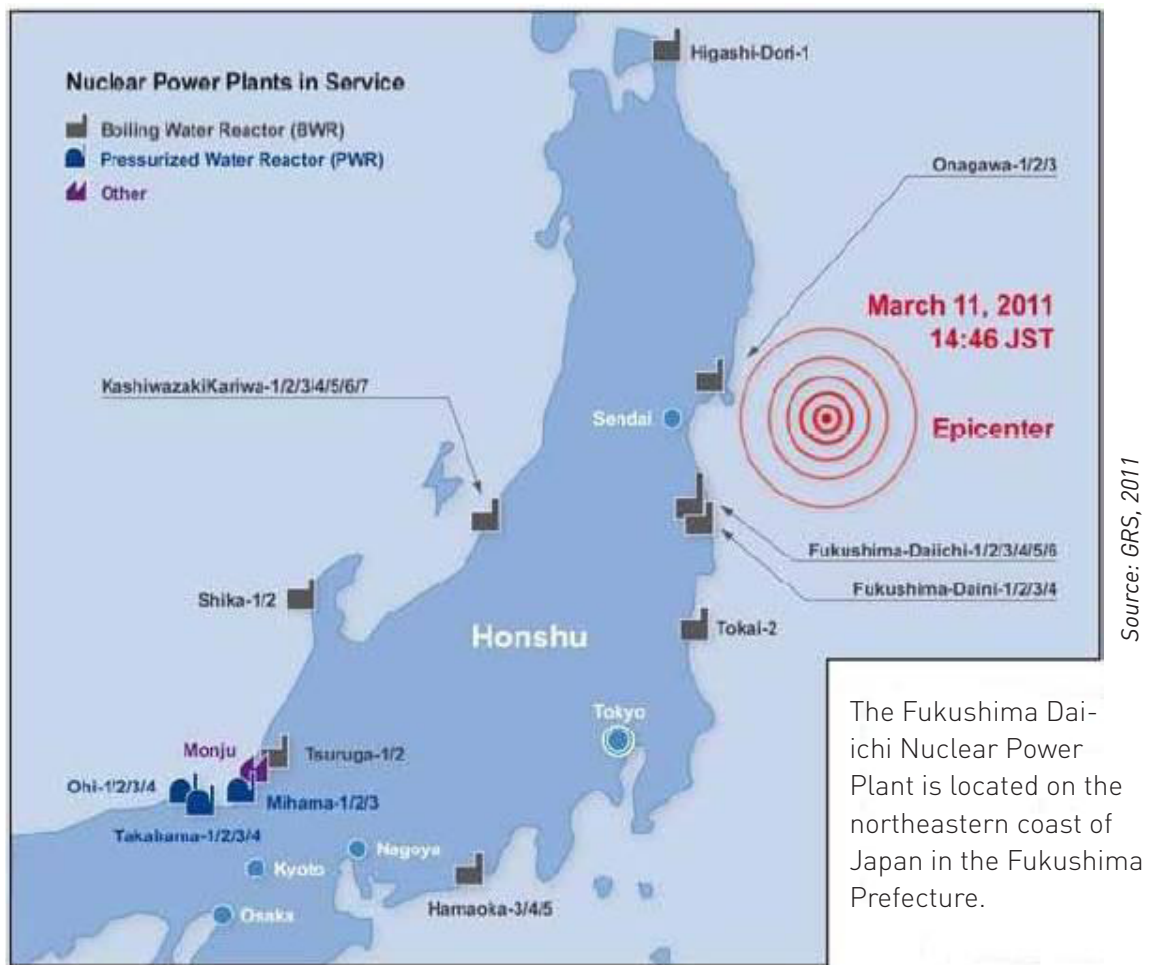 Nuclear Power Plants in Service
Boiling Water Reactor (BWR)
Pressurized Water Reactor (PWR)
Other
Higashi-Dori-1
Onagawa-1/2/3
March 11, 2011
14:46 JST
Epicenter
KashiwazakiKariwa-1/2/3/4/5/6/7
Sendai
Fukushima-Daiichi-1/2/3/4/5/6
Fukushima-Daini-1/2/3/4
Shika-1/2
Honshu
Tokai-2
Tokyo
Monju
Tsuruga-1/2
Ohi-1/2/3/4
Mihama-1/2/3
Takahama-1/2/3/4
Nagoya
Kyoto
Hamaoka-3/4/5
Osaka
Source: GRS, 2011
The Fukushima Dai-
ichi Nuclear Power
Plant is located on the
northeastern coast of
Japan in the Fukushima
Prefecture.